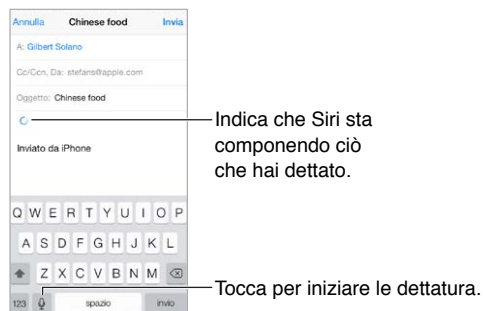 Annulla Chinese food Invia
A: Gilbert Solano
Cc/Ccn, Da: stefans@apple.com
Oggetto: Chinese food
Indica che Siri sta
componendo ciò
che hai dettato.
Inviato da iPhone
Q W E R T Y U I O P
A S D F G H J K L
Z X C V B N M
123 spazio invio
Tocca per iniziare le dettatura.